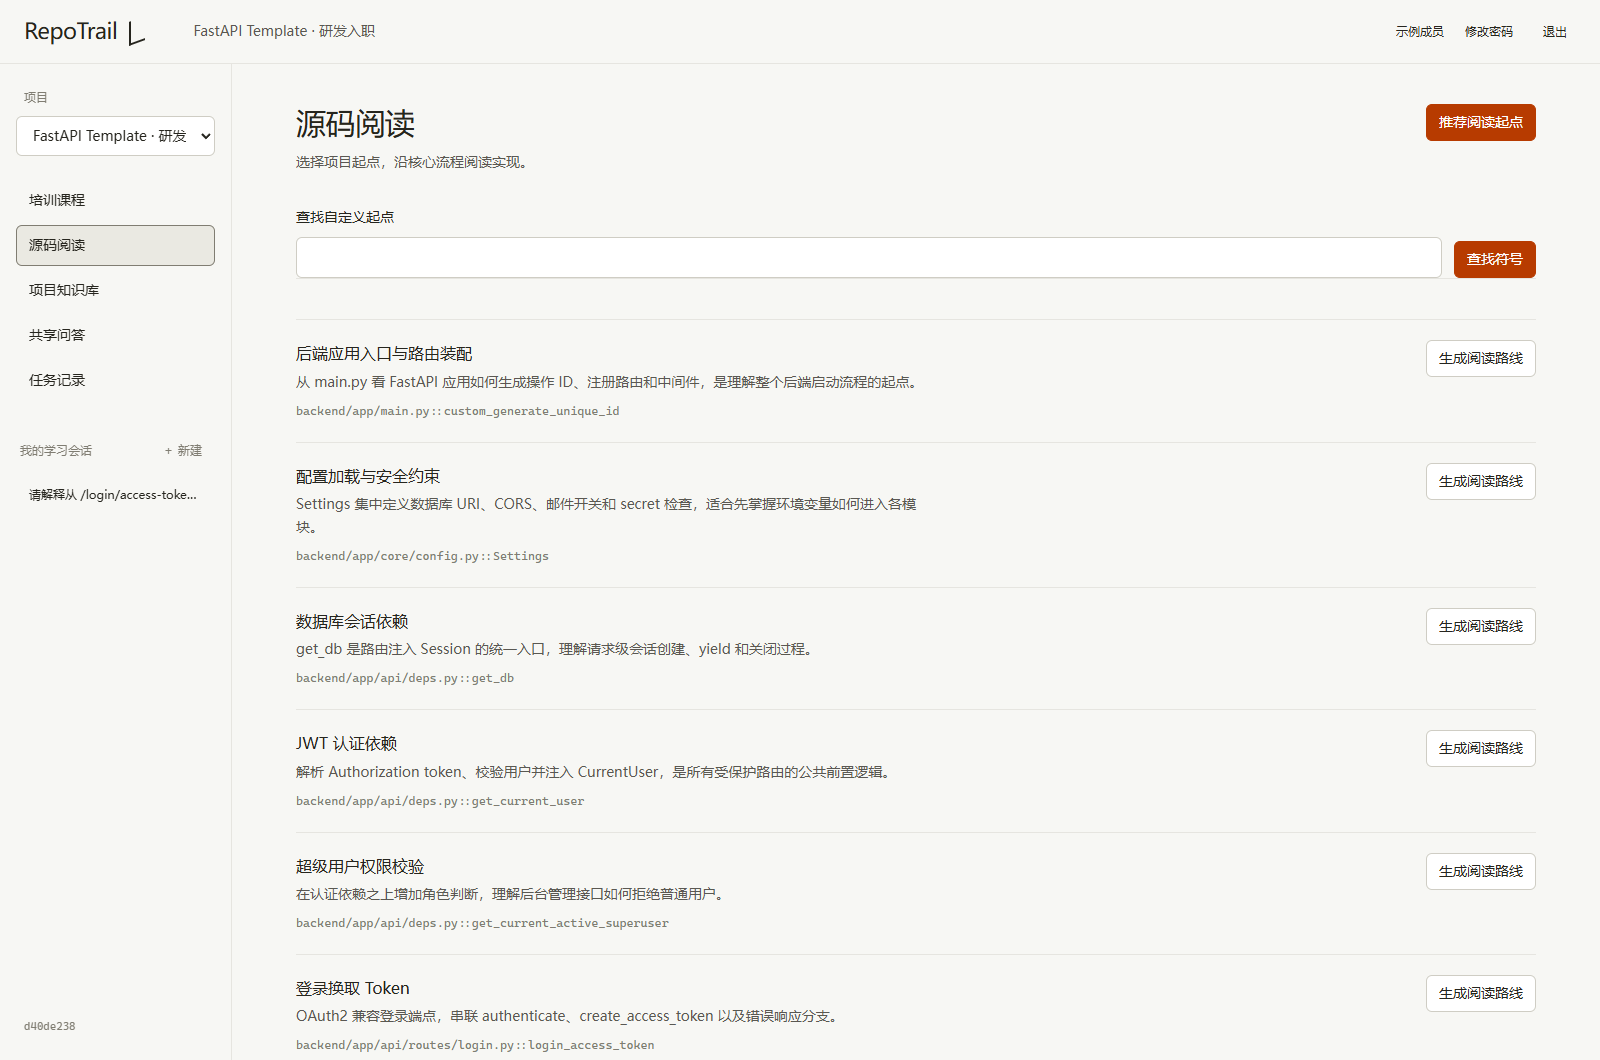 RepoTrail
FastAPI Template · 研发入职
示例成员
修改密码
退出
项目
FastAPI Template · 研发
培训课程
源码阅读
项目知识库
共享问答
任务记录
我的学习会话
+ 新建
请解释从 /login/access-toke...
d40de238
源码阅读
推荐阅读起点
选择项目起点，沿核心流程阅读实现。
查找自定义起点
查找符号
后端应用入口与路由装配
生成阅读路线
从 main.py 看 FastAPI 应用如何生成操作 ID、注册路由和中间件，是理解整个后端启动流程的起点。
backend/app/main.py::custom_generate_unique_id
配置加载与安全约束
生成阅读路线
Settings 集中定义数据库 URI、CORS、邮件开关和 secret 检查，适合先掌握环境变量如何进入各模
块。
backend/app/core/config.py::Settings
数据库会话依赖
生成阅读路线
get_db 是路由注入 Session 的统一入口，理解请求级会话创建、yield 和关闭过程。
backend/app/api/deps.py::get_db
JWT 认证依赖
生成阅读路线
解析 Authorization token、校验用户并注入 CurrentUser，是所有受保护路由的公共前置逻辑。
backend/app/api/deps.py::get_current_user
超级用户权限校验
生成阅读路线
在认证依赖之上增加角色判断，理解后台管理接口如何拒绝普通用户。
backend/app/api/deps.py::get_current_active_superuser
登录换取 Token
生成阅读路线
OAuth2 兼容登录端点，串联 authenticate、create_access_token 以及错误响应分支。
backend/app/api/routes/login.py::login_access_token